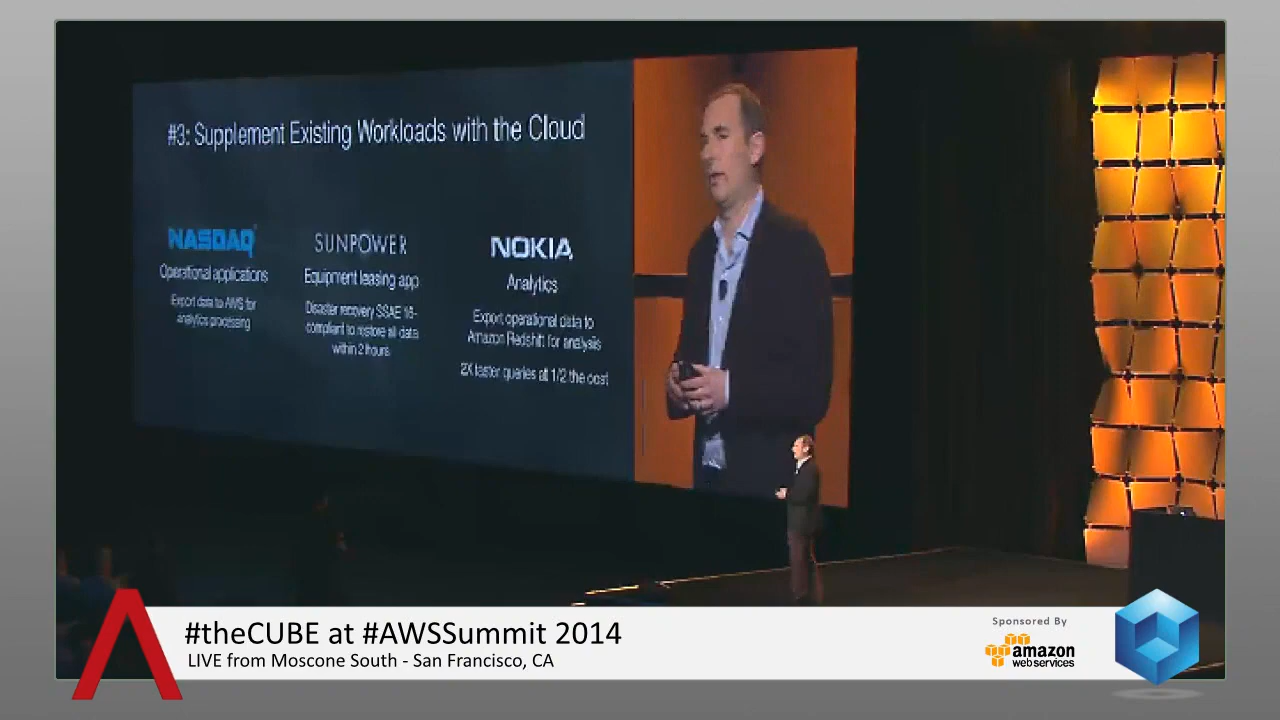 #3: Supplement Existing Workloads with the Cloud
NASDAQ
Operational applications
Export data to AWS for
analytics processing
SUNPOWER
Equipment leasing app
Disaster recovery SSAE 16-
compliant to restore all data
within 2 hours
NOKIA
Analytics
Export operational data to
Amazon Redshift for analysis
2X faster queries at 1/2 the cost
#theCUBE at #AWSSummit 2014
LIVE from Moscone South - San Francisco, CA
Sponsored By
amazon
webservices